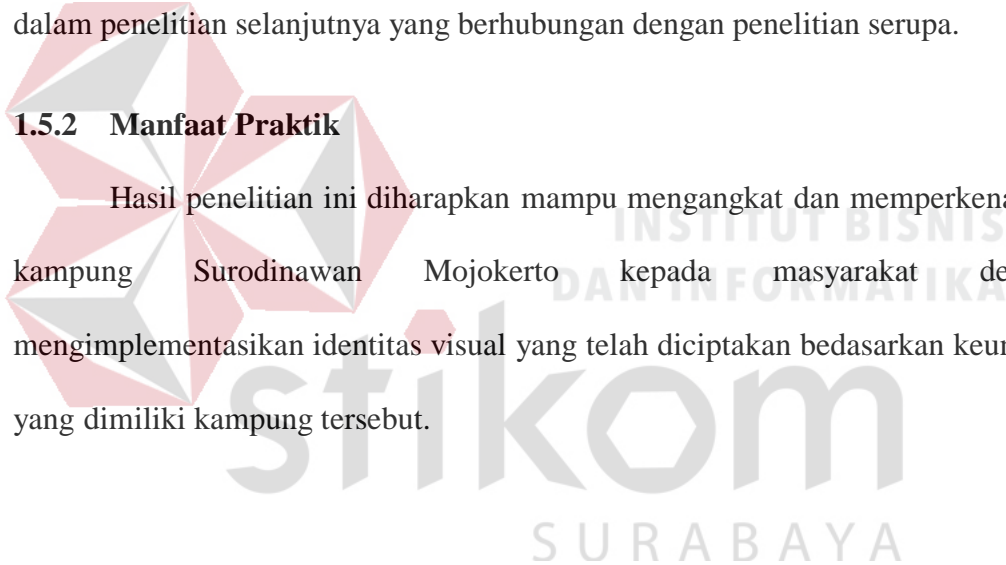 dalam penelitian selanjutnya yang berhubungan dengan penelitian serupa.
1.5.2 Manfaat Praktik
Hasil penelitian ini diharapkan mampu mengangkat dan memperkena
INSTITUT BISNIS
kampung Surodinawan Mojokerto kepada masyarakat de
DAN INFORMATIKA
mengimplementasikan identitas visual yang telah diciptakan bedasarkan keun
yang dimiliki kampung tersebut.
stikom
SURABAYA